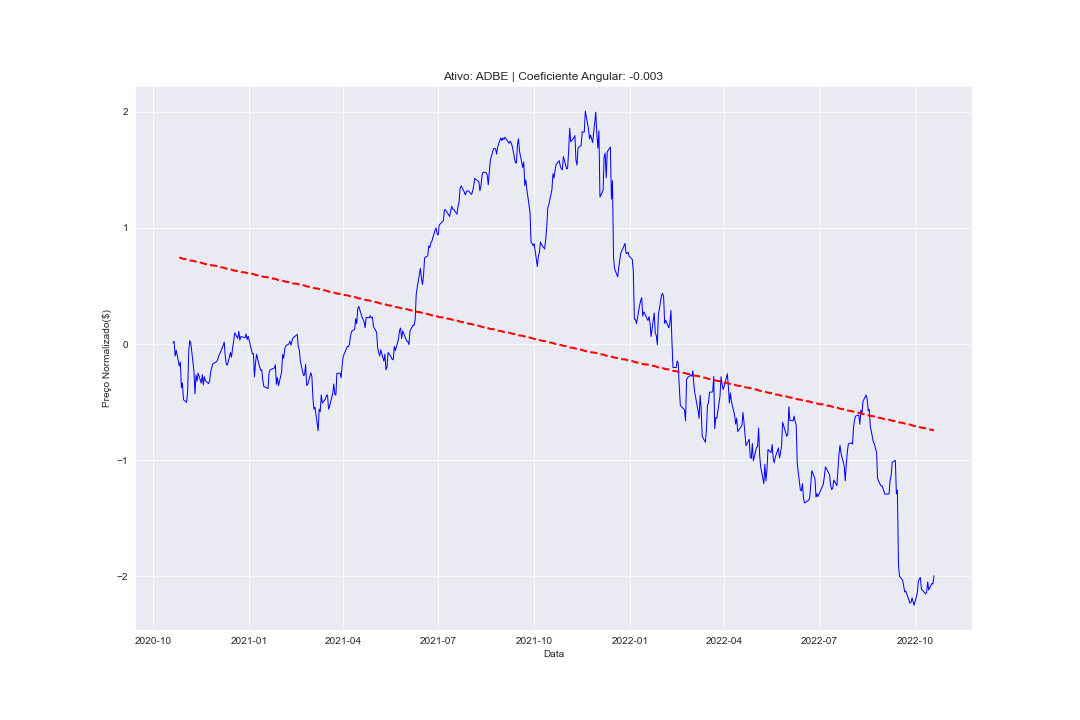 Ativo: ADBE | Coeficiente Angular: -0.003
Preço Normalizado($)
2
1
0
−1
−2
2020-10 2021-01 2021-04 2021-07 2021-10 2022-01 2022-04 2022-07 2022-10
Data